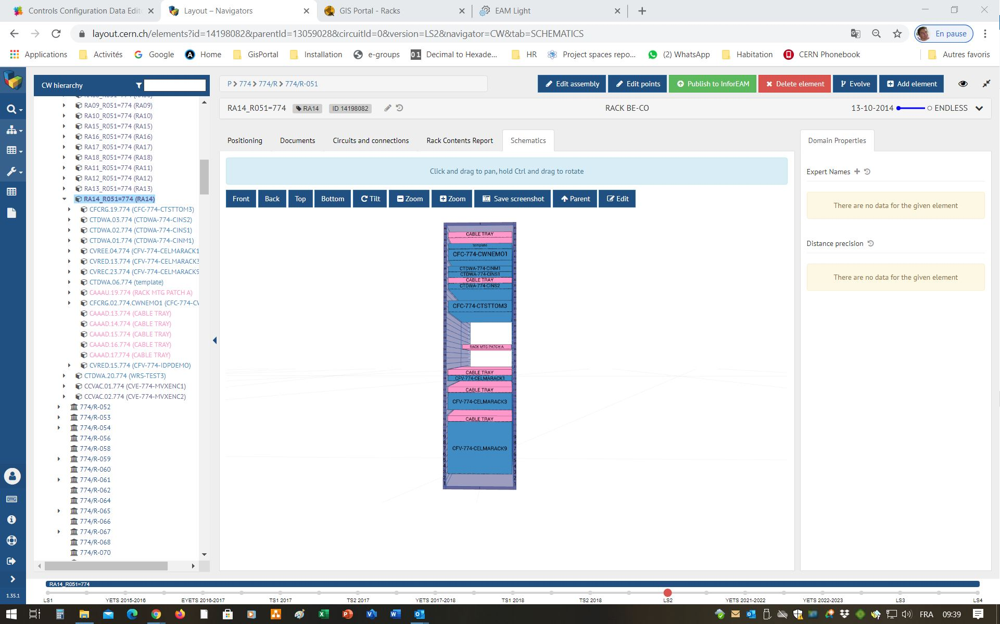 Controls Configuration Data Edit
Layout – Navigators
GIS Portal - Racks
EAM Light
layout.cern.ch/elements?id=14198082&parentId=13059028&circuitId=0&version=LS2&navigator=CW&tab=SCHEMATICS
En pause
Applications
Activités
Google
Home
GisPortal
Installation
e-groups
Decimal to Hexade...
HR
Project spaces repo...
(2) WhatsApp
Habitation
CERN Phonebook
Autres favoris
CW hierarchy
RA09_R051=774 (RA09)
RA10_R051=774 (RA10)
RA15_R051=774 (RA15)
RA16_R051=774 (RA16)
RA17_R051=774 (RA17)
RA18_R051=774 (RA18)
RA11_R051=774 (RA11)
RA12_R051=774 (RA12)
RA13_R051=774 (RA13)
RA14_R051=774 (RA14)
CFCRG.19.774 (CFC-774-CTSTTOM3)
CTDWA.03.774 (CTDWA-774-CINS2)
CTDWA.02.774 (CTDWA-774-CINS1)
CTDWA.01.774 (CTDWA-774-CINM1)
CVREE.04.774 (CFV-774-CELMARACK1
CVRED.13.774 (CFV-774-CELMARACK3
CVREC.23.774 (CFV-774-CELMARACK9
CTDWA.06.774 (template)
CAAAU.19.774 (RACK MTG PATCH A)
CFCRG.02.774.CWNEMO1 (CFC-774-CW
CAAAD.13.774 (CABLE TRAY)
CAAAD.14.774 (CABLE TRAY)
CAAAD.15.774 (CABLE TRAY)
CAAAD.16.774 (CABLE TRAY)
CAAAD.17.774 (CABLE TRAY)
CVRED.15.774 (CFV-774-IDPDEMO)
CTDWA.20.774 (WRS-TEST3)
CCVAC.01.774 (CVE-774-MVXENC1)
CCVAC.02.774 (CVE-774-MVXENC2)
774/R-052
774/R-053
774/R-054
774/R-056
774/R-058
774/R-059
774/R-060
774/R-061
774/R-062
774/R-064
774/R-065
774/R-066
774/R-067
774/R-068
774/R-070
1.35.1
P > 774 > 774/R > 774/R-051
Edit assembly
Edit points
Publish to InforEAM
Delete element
Evolve
Add element
RA14_R051=774
RA14
ID 14198082
RACK BE-CO
13-10-2014
ENDLESS
Positioning
Documents
Circuits and connections
Rack Contents Report
Schematics
Click and drag to pan, hold Ctrl and drag to rotate
Front
Back
Top
Bottom
Tilt
Zoom
Zoom
Save screenshot
Parent
Edit
CABLE TRAY
template
CFC-774-CWNEMO1
CTDWA-774-CINM1
CTDWA-774-CINS1
CABLE TRAY
CTDWA-774-CINS2
CFC-774-CTSTTOM3
RACK MTG PATCH A
CABLE TRAY
CFV-774-CELMARACK1
CABLE TRAY
CFV-774-CELMARACK3
CABLE TRAY
CFV-774-CELMARACK9
Domain Properties
Expert Names
There are no data for the given element
Distance precision
There are no data for the given element
RA14_R051=774
LS1
YETS 2015-2016
EYETS 2016-2017
TS1 2017
TS2 2017
YETS 2017-2018
TS1 2018
TS2 2018
LS2
YETS 2021-2022
YETS 2022-2023
LS3
LS4
FRA
09:39